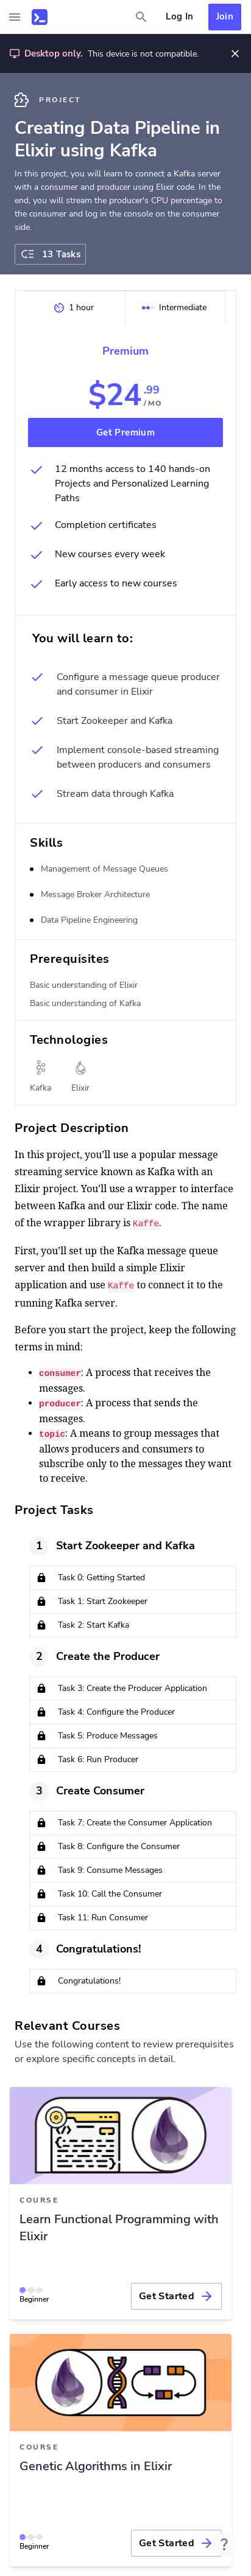 Log In
Join
Desktop only. This device is not compatible.
PROJECT
Creating Data Pipeline in
Elixir using Kafka
In this project, you will learn to connect a Kafka server
with a consumer and producer using Elixir code. In the
end, you will stream the producer's CPU percentage to
the consumer and log in the console on the consumer
side.
13 Tasks
1 hour
Intermediate
Premium
$24.99
/ MO
Get Premium
12 months access to 140 hands-on
Projects and Personalized Learning
Paths
Completion certificates
New courses every week
Early access to new courses
You will learn to:
Configure a message queue producer
and consumer in Elixir
Start Zookeeper and Kafka
Implement console-based streaming
between producers and consumers
Stream data through Kafka
Skills
Management of Message Queues
Message Broker Architecture
Data Pipeline Engineering
Prerequisites
Basic understanding of Elixir
Basic understanding of Kafka
Technologies
Kafka
Elixir
Project Description
In this project, you'll use a popular message
streaming service known as Kafka with an
Elixir project. You'll use a wrapper to interface
between Kafka and our Elixir code. The name
of the wrapper library is Kaffe.
First, you'll set up the Kafka message queue
server and then build a simple Elixir
application and use Kaffe to connect it to the
running Kafka server.
Before you start the project, keep the following
terms in mind:
• consumer: A process that receives the
messages.
• producer: A process that sends the
messages.
• topic: A means to group messages that
allows producers and consumers to
subscribe only to the messages they want
to receive.
Project Tasks
1 Start Zookeeper and Kafka
Task 0: Getting Started
Task 1: Start Zookeeper
Task 2: Start Kafka
2 Create the Producer
Task 3: Create the Producer Application
Task 4: Configure the Producer
Task 5: Produce Messages
Task 6: Run Producer
3 Create Consumer
Task 7: Create the Consumer Application
Task 8: Configure the Consumer
Task 9: Consume Messages
Task 10: Call the Consumer
Task 11: Run Consumer
4 Congratulations!
Congratulations!
Relevant Courses
Use the following content to review prerequisites
or explore specific concepts in detail.
COURSE
Learn Functional Programming with
Elixir
Beginner
Get Started
COURSE
Genetic Algorithms in Elixir
Beginner
Get Started
?